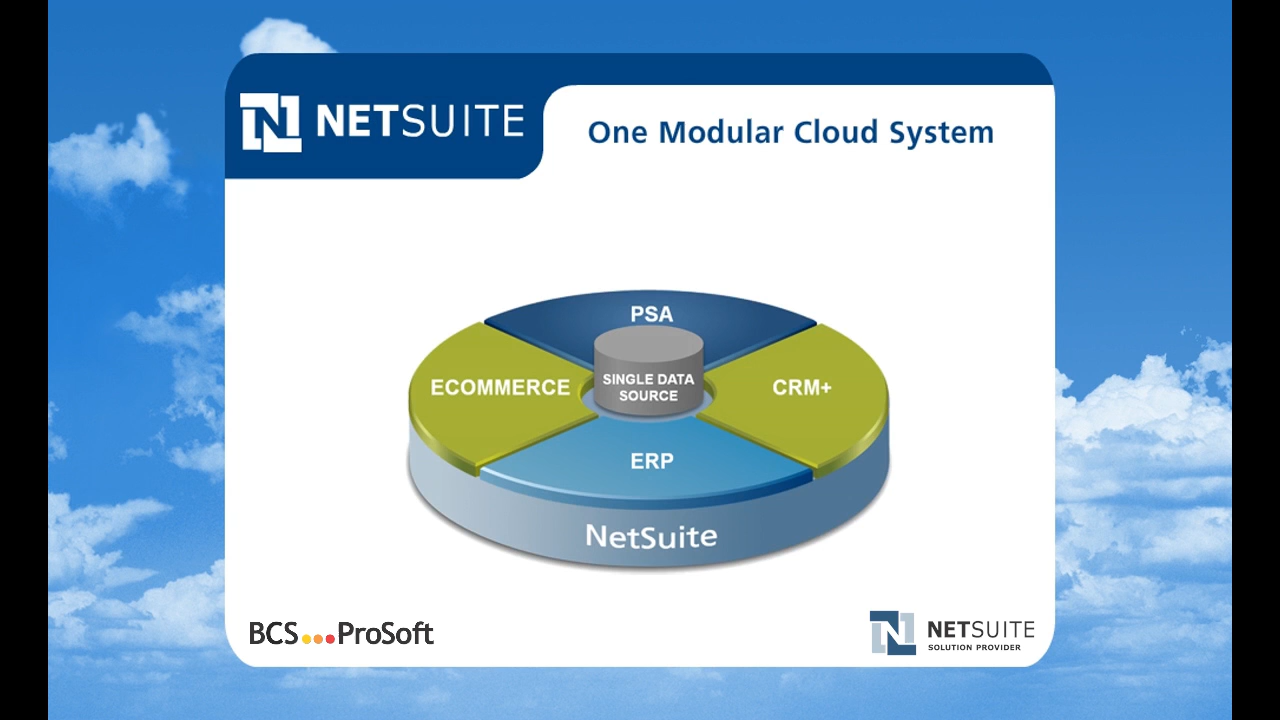 NETSUITE
One Modular Cloud System
PSA
ECOMMERCE
SINGLE DATA
SOURCE
CRM+
ERP
NetSuite
BCS...ProSoft
NETSUITE
SOLUTION PROVIDER